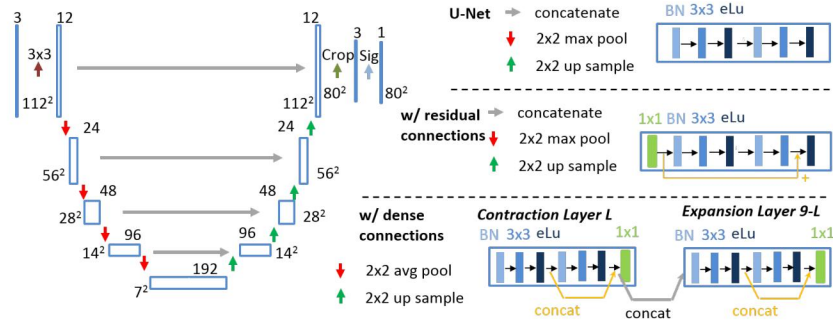 3 12
3x3
112²
24
56²
48
28²
96
14²
192
7²
96
14²
48
28²
24
56²
12
112²
Crop
3
80²
Sig
1
80²
U-Net
concatenate
2x2 max pool
2x2 up sample
BN 3x3 eLu
w/ residual
connections
concatenate
2x2 max pool
2x2 up sample
1x1 BN 3x3 eLu
+
w/ dense
connections
2x2 avg pool
2x2 up sample
Contraction Layer L
1x1
BN 3x3 eLu
concat
concat
Expansion Layer 9-L
1x1
BN 3x3 eLu
concat